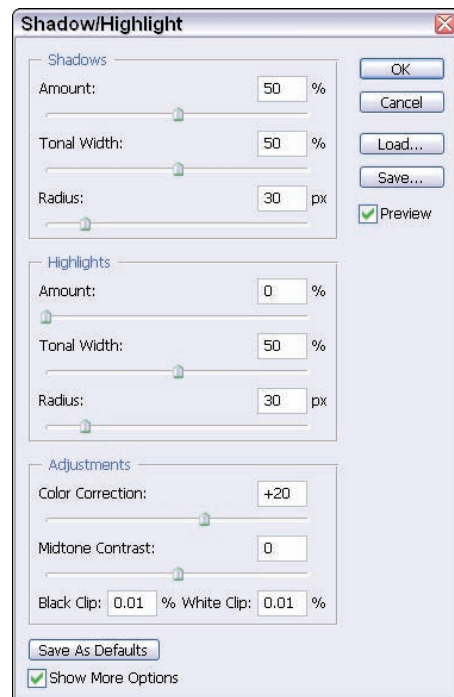 Shadow/Highlight
Shadows
Amount: 50 %
Tonal Width: 50 %
Radius: 30 px
Highlights
Amount: 0 %
Tonal Width: 50 %
Radius: 30 px
Adjustments
Color Correction: +20
Midtone Contrast: 0
Black Clip: 0.01 % White Clip: 0.01 %
Save As Defaults
Show More Options
OK
Cancel
Load...
Save...
Preview